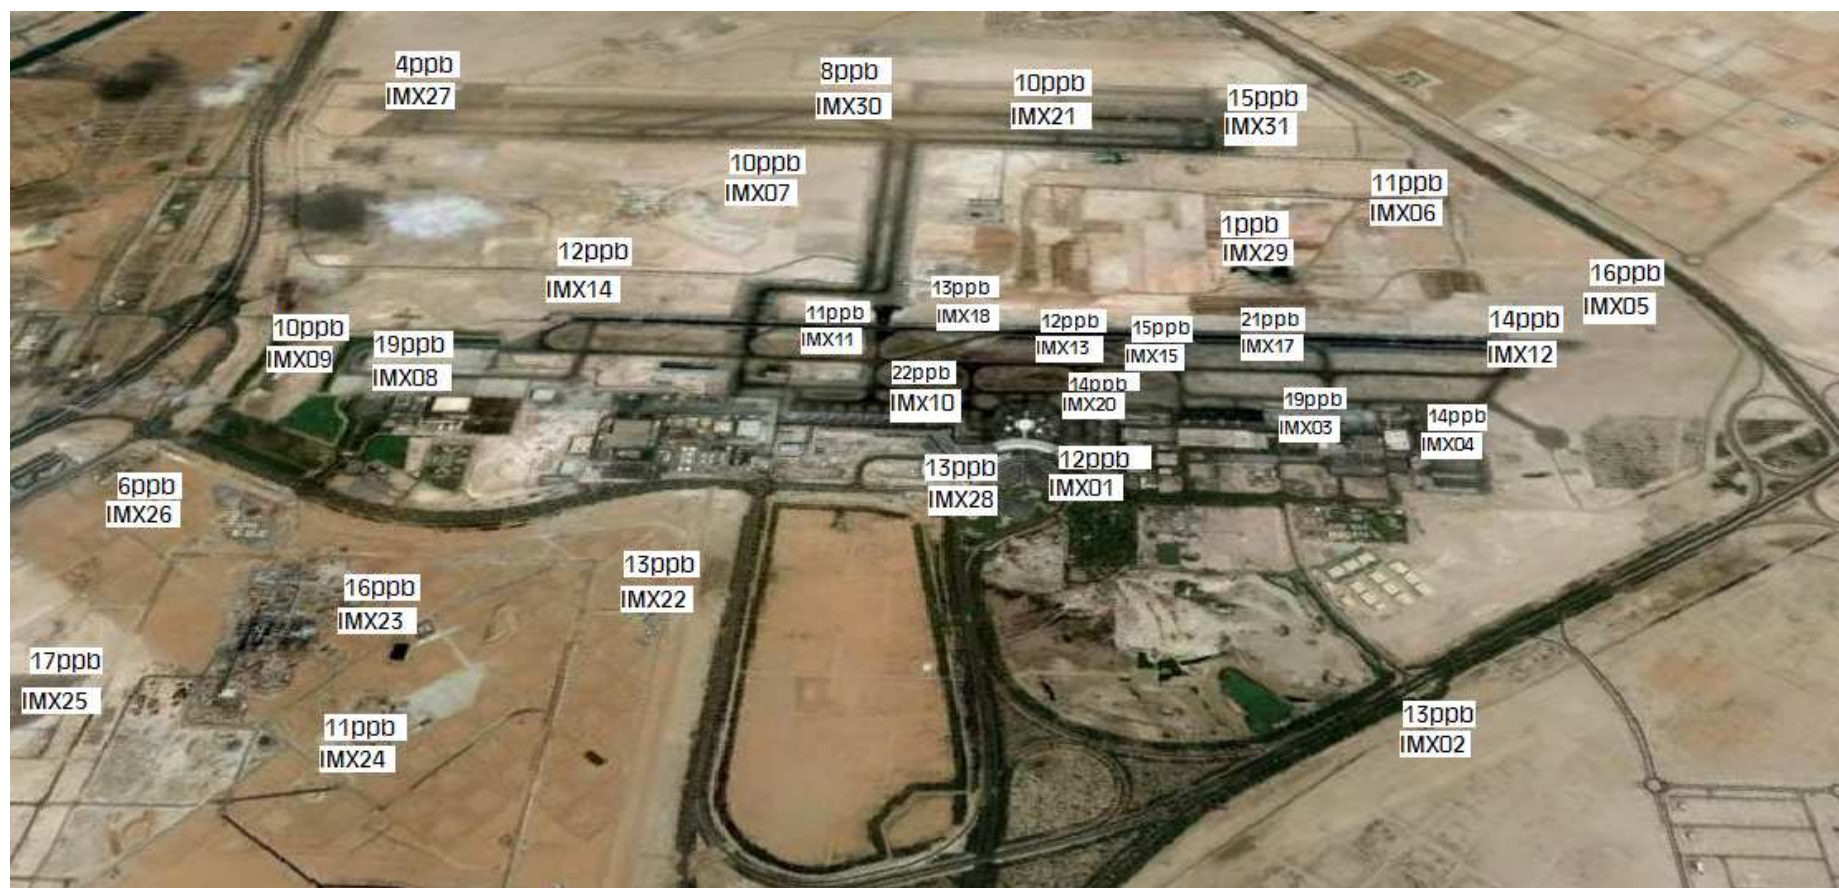 4ppb
IMX27
8ppb
IMX30
10ppb
IMX21
15ppb
IMX31
10ppb
IMX07
11ppb
IMX06
1ppb
IMX29
12ppb
IMX14
16ppb
IMX05
13ppb
IMX18
11ppb
IMX11
12ppb
IMX13
15ppb
IMX15
21ppb
IMX17
14ppb
IMX12
10ppb
IMX09
19ppb
IMX08
22ppb
IMX10
14ppb
IMX20
19ppb
IMX03
14ppb
IMX04
13ppb
IMX28
12ppb
IMX01
6ppb
IMX26
16ppb
IMX23
13ppb
IMX22
17ppb
IMX25
11ppb
IMX24
13ppb
IMX02